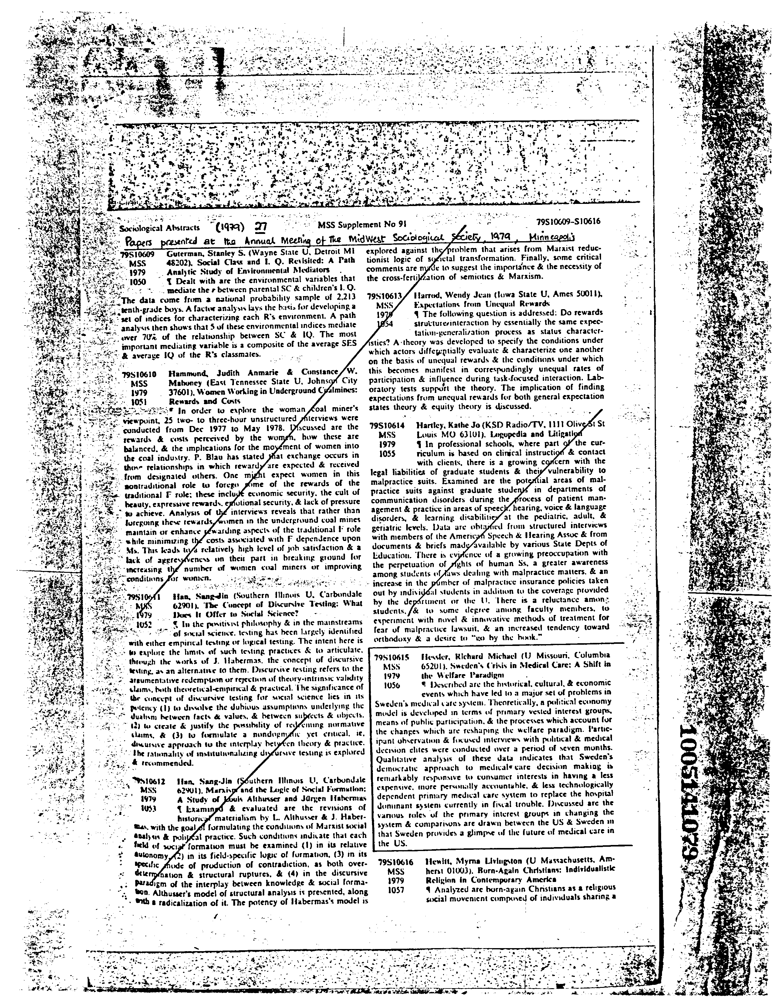 Sociological Abstracts (1979) 27 MSS Supplement No 91 79S10609-S10616
Papers presented at the Annual Meeting of the Midwest Sociological Society, 1979, Minneapolis
79S10609 Guterman, Stanley S. (Wayne State U, Detroit MI
MSS 48202), Social Class and I. Q. Revisited: A Path
1979 Analytic Study of Environmental Mediators
1050 ¶ Dealt with are the environmental variables that
mediate the r between parental SC & children's I. Q.
The data come from a national probability sample of 2,213
tenth-grade boys. A factor analysis lays the basis for developing a
set of indices for characterizing each R's environment. A path
analysis then shows that 5 of these environmental indices mediate
over 70% of the relationship between SC & IQ. The most
important mediating variable is a composite of the average SES
& average IQ of the R's classmates.
79S10610 Hammond, Judith Anmarie & Constance W.
MSS Mahoney (East Tennessee State U, Johnson City
1979 37601), Women Working in Underground Coalmines:
1051 Rewards and Costs
¶ In order to explore the woman coal miner's
viewpoint, 25 two- to three-hour unstructured interviews were
conducted from Dec 1977 to May 1978. Discussed are the
rewards & costs perceived by the women, how these are
balanced, & the implications for the movement of women into
the coal industry. P. Blau has stated that exchange occurs in
those relationships in which rewards are expected & received
from designated others. One might expect women in this
nontraditional role to forego some of the rewards of the
traditional F role; these include economic security, the cult of
beauty, expressive rewards, emotional security, & lack of pressure
to achieve. Analysis of the interviews reveals that rather than
foregoing these rewards, women in the underground coal mines
maintain or enhance rewarding aspects of the traditional F role
while minimizing the costs associated with F dependence upon
Ms. This leads to a relatively high level of job satisfaction & a
lack of aggressiveness on their part in breaking ground for
increasing the number of women coal miners or improving
conditions for women.
79S10611 Han, Sang-Jin (Southern Illinois U, Carbondale
MSS 62901), The Concept of Discursive Testing: What
1979 Does It Offer to Social Science?
1052 ¶ In the positivist philosophy & in the mainstreams
of social science, testing has been largely identified
with either empirical testing or logical testing. The intent here is
to explore the limits of such testing practices & to articulate,
through the works of J. Habermas, the concept of discursive
testing, as an alternative to them. Discursive testing refers to the
argumentative redemption or rejection of theory-intrinsic validity
claims, both theoretical-empirical & practical. The significance of
the concept of discursive testing for social science lies in its
potency (1) to dissolve the dubious assumptions underlying the
dualism between facts & values, & between subjects & objects,
(2) to create & justify the possibility of redeeming normative
claims, & (3) to formulate a nondogmatic yet critical, ie,
discursive approach to the interplay between theory & practice.
The rationality of institutionalizing discursive testing is explored
& recommended.
79S10612 Han, Sang-Jin (Southern Illinois U, Carbondale
MSS 62901), Marxism and the Logic of Social Formation:
1979 A Study of Louis Althusser and Jürgen Habermas
1053 ¶ Examined & evaluated are the revisions of
historical materialism by L. Althusser & J. Haber-
mas, with the goal of formulating the conditions of Marxist social
analysis & political practice. Such conditions indicate that each
field of social formation must be examined (1) in its relative
autonomy, (2) in its field-specific logic of formation, (3) in its
specific mode of production of contradiction, as both over-
determination & structural ruptures, & (4) in the discursive
paradigm of the interplay between knowledge & social forma-
tion. Althusser's model of structural analysis is presented, along
with a radicalization of it. The potency of Habermas's model is
explored against the problem that arises from Marxist reduc-
tionist logic of societal transformation. Finally, some critical
comments are made to suggest the importance & the necessity of
the cross-fertilization of semiotics & Marxism.
79S10613 Harrod, Wendy Jean (Iowa State U, Ames 50011),
MSS Expectations from Unequal Rewards
1979 ¶ The following question is addressed: Do rewards
1054 structure interaction by essentially the same expec-
tation-generalization process as status character-
istics? A theory was developed to specify the conditions under
which actors differentially evaluate & characterize one another
on the basis of unequal rewards & the conditions under which
this becomes manifest in correspondingly unequal rates of
participation & influence during task-focused interaction. Lab-
oratory tests support the theory. The implication of finding
expectations from unequal rewards for both general expectation
states theory & equity theory is discussed.
79S10614 Hartley, Kathe Jo (KSD Radio/TV, 1111 Olive St St
MSS Louis MO 63101), Logopedia and Litigation
1979 ¶ In professional schools, where part of the cur-
1055 riculum is based on clinical instruction & contact
with clients, there is a growing concern with the
legal liabilities of graduate students & their vulnerability to
malpractice suits. Examined are the potential areas of mal-
practice suits against graduate students in departments of
communication disorders during the process of patient man-
agement & practice in areas of speech, hearing, voice & language
disorders, & learning disabilities at the pediatric, adult, &
geriatric levels. Data are obtained from structured interviews
with members of the American Speech & Hearing Assoc & from
documents & briefs made available by various State Depts of
Education. There is evidence of a growing preoccupation with
the perpetuation of rights of human Ss, a greater awareness
among students of laws dealing with malpractice matters, & an
increase in the number of malpractice insurance policies taken
out by individual students in addition to the coverage provided
by the department or the U. There is a reluctance among
students, & to some degree among faculty members, to
experiment with novel & innovative methods of treatment for
fear of malpractice lawsuit, & an increased tendency toward
orthodoxy & a desire to "go by the book."
79S10615 Hessler, Richard Michael (U Missouri, Columbia
MSS 65201), Sweden's Crisis in Medical Care: A Shift in
1979 the Welfare Paradigm
1056 ¶ Described are the historical, cultural, & economic
events which have led to a major set of problems in
Sweden's medical care system. Theoretically, a political economy
model is developed in terms of primary vested interest groups,
means of public participation, & the processes which account for
the changes which are reshaping the welfare paradigm. Partic-
ipant observation & focused interviews with political & medical
decision elites were conducted over a period of seven months.
Qualitative analysis of these data indicates that Sweden's
democratic approach to medical care decision making is
remarkably responsive to consumer interests in having a less
expensive, more personally accountable, & less technologically
dependent primary medical care system to replace the hospital
dominant system currently in fiscal trouble. Discussed are the
various roles of the primary interest groups in changing the
system & comparisons are drawn between the US & Sweden in
that Sweden provides a glimpse of the future of medical care in
the US.
79S10616 Hewitt, Myrna Livingston (U Massachusetts, Am-
MSS herst 01003), Born-Again Christians: Individualistic
1979 Religion in Contemporary America
1057 ¶ Analyzed are born-again Christians as a religious
social movement composed of individuals sharing a
1005121079